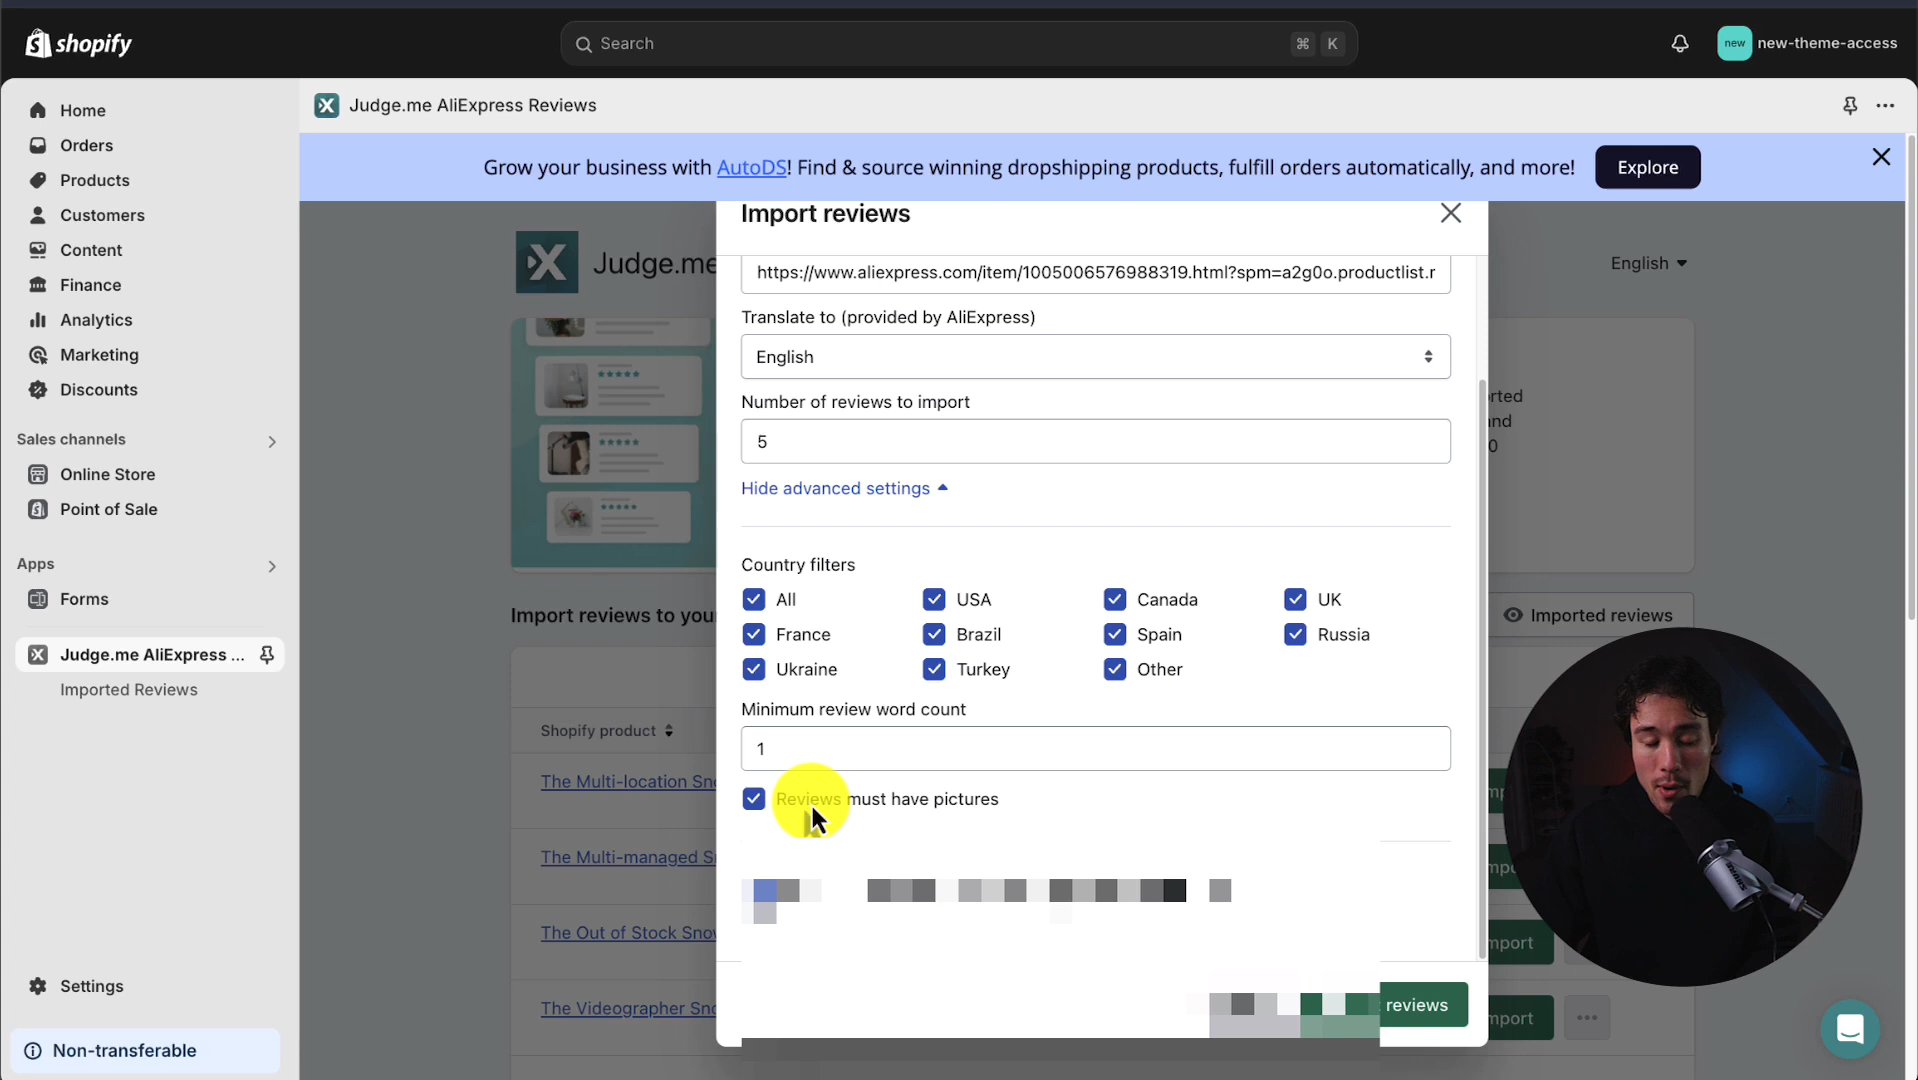 shopify
Search
⌘ K
new
new-theme-access
Home
Orders
Products
Customers
Content
Finance
Analytics
Marketing
Discounts
Sales channels
Online Store
Point of Sale
Apps
Forms
Judge.me AliExpress ...
Imported Reviews
Settings
Non-transferable
Judge.me AliExpress Reviews
Grow your business with AutoDS! Find & source winning dropshipping products, fulfill orders automatically, and more!
Explore
Judge.me
English
Import reviews to you
Imported reviews
Shopify product
The Multi-location Sn
The Multi-managed S
The Out of Stock Snow
The Videographer Sno
Import reviews
https://www.aliexpress.com/item/1005006576988319.html?spm=a2g0o.productlist.r
Translate to (provided by AliExpress)
English
Number of reviews to import
5
Hide advanced settings
Country filters
All
USA
Canada
UK
France
Brazil
Spain
Russia
Ukraine
Turkey
Other
Minimum review word count
1
Reviews must have pictures
reviews